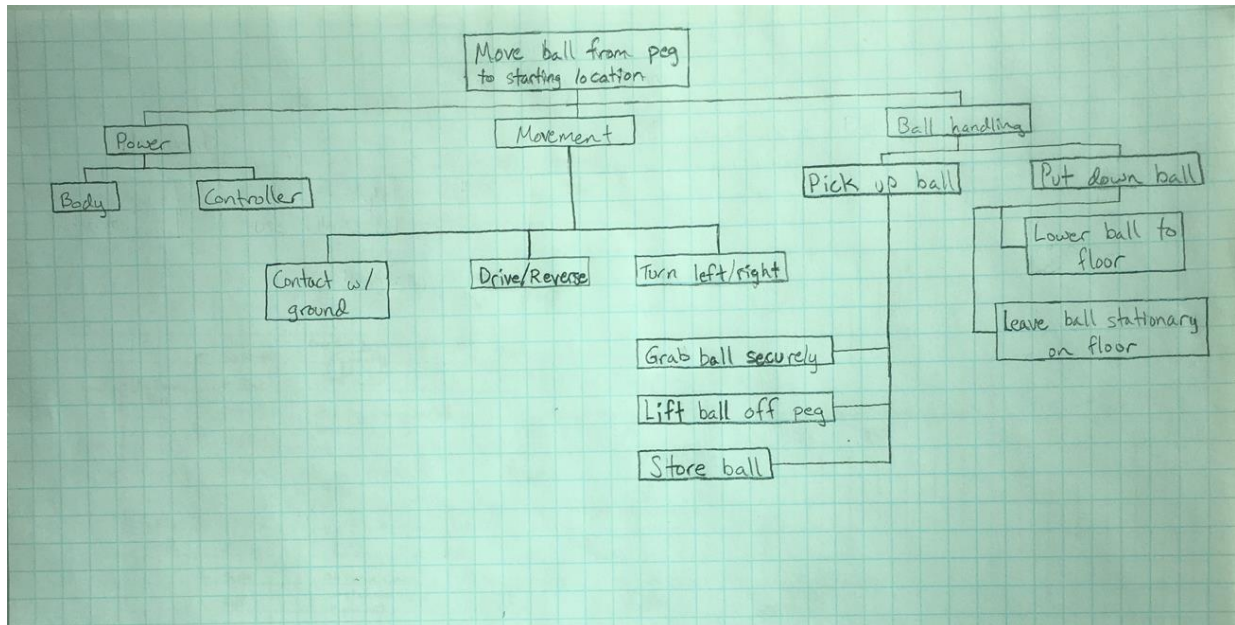 Move ball from peg
to starting location
Power
Movement
Ball handling
Body
Controller
Pick up ball
Put down ball
Contact w/
ground
Drive/Reverse
Turn left/right
Lower ball to
floor
Leave ball stationary
on floor
Grab ball securely
Lift ball off peg
Store ball